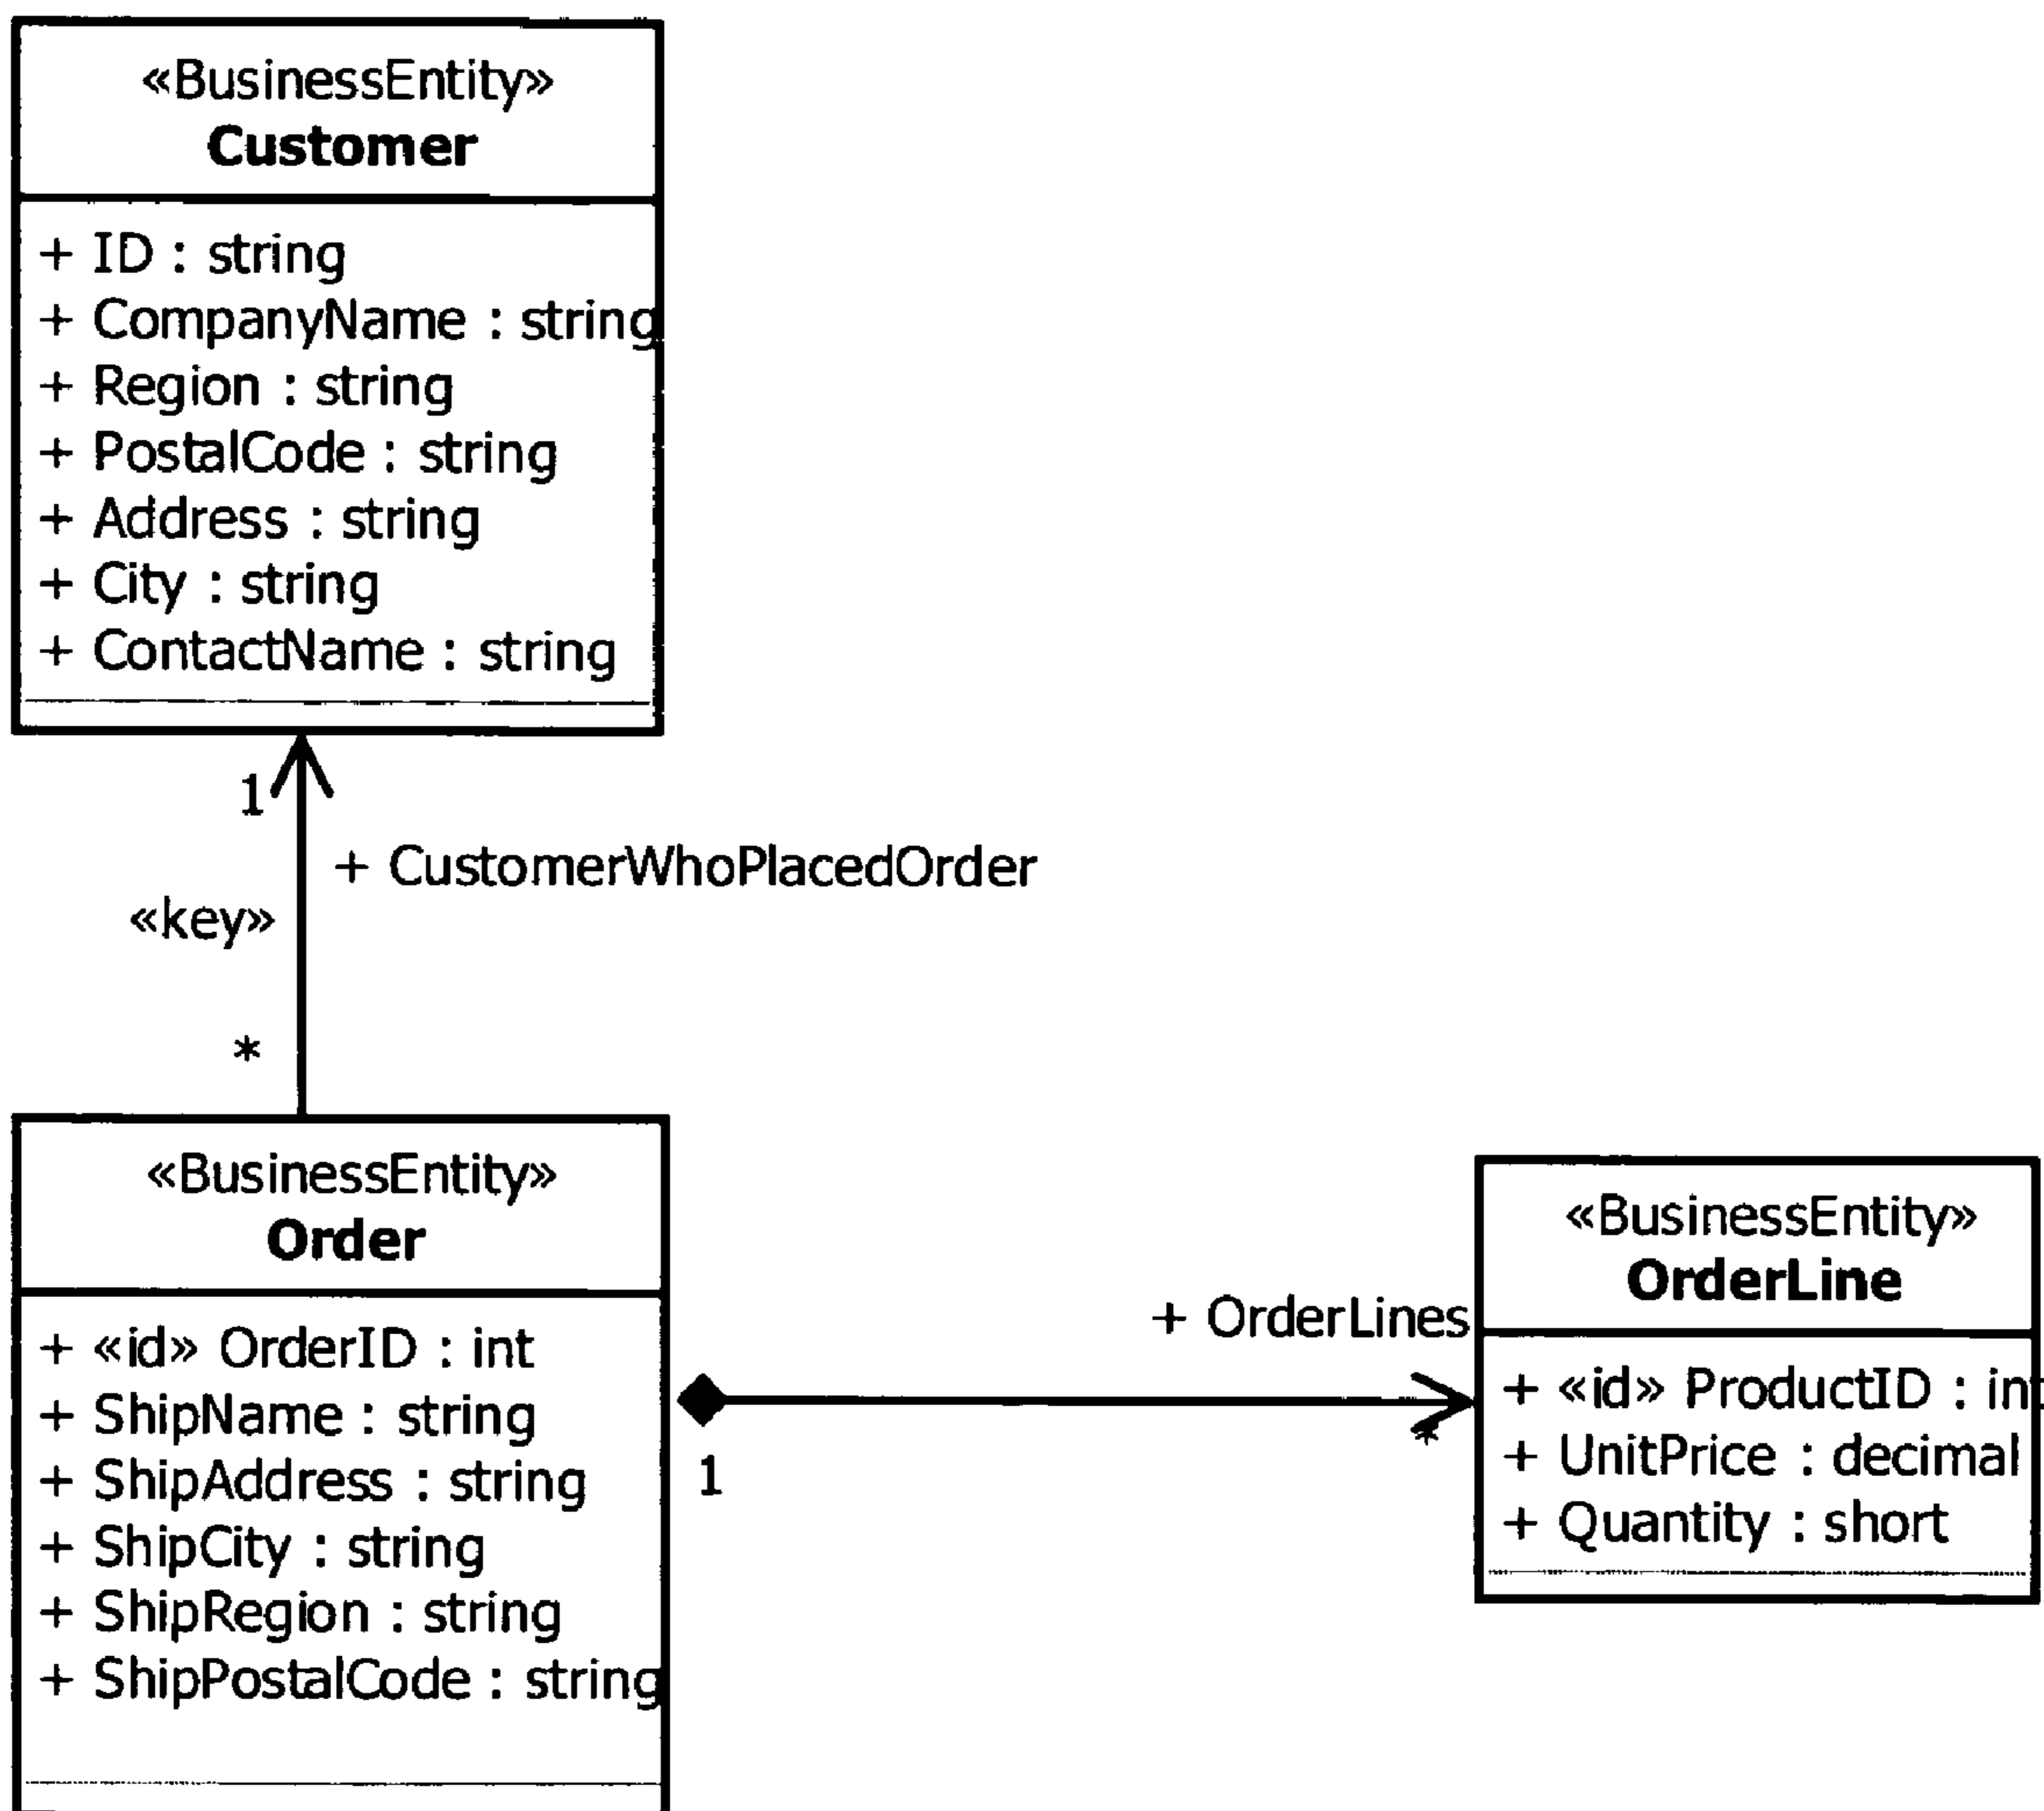 «BusinessEntity»
Customer
+ ID : string
+ CompanyName : string
+ Region : string
+ PostalCode : string
+ Address : string
+ City : string
+ ContactName : string
1
+ CustomerWhoPlacedOrder
«key»
*
«BusinessEntity»
Order
+ «id» OrderID : int
+ ShipName : string
+ ShipAddress : string
+ ShipCity : string
+ ShipRegion : string
+ ShipPostalCode : string
1
+ OrderLines
*
«BusinessEntity»
OrderLine
+ «id» ProductID : int
+ UnitPrice : decimal
+ Quantity : short